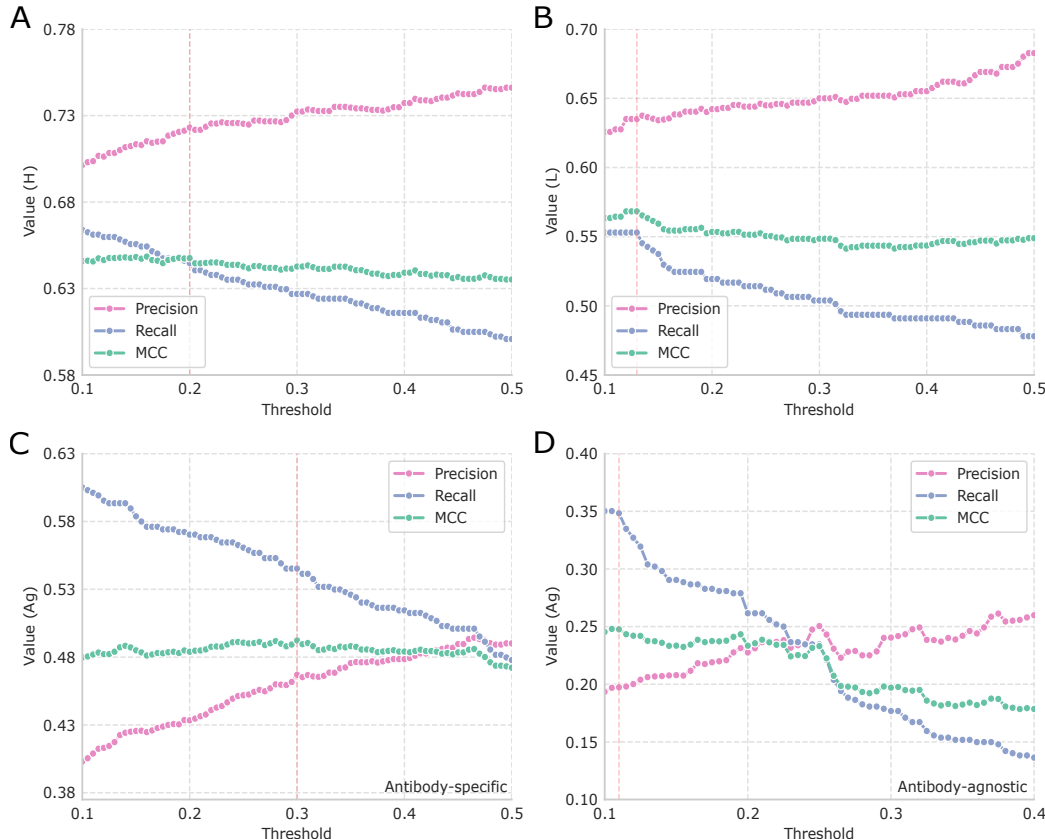 A
0.78
0.73
0.68
0.63
0.58
Value (H)
Precision
Recall
MCC
0.1 0.2 0.3 0.4 0.5
Threshold
B
0.70
0.65
0.60
0.55
0.50
0.45
Value (L)
Precision
Recall
MCC
0.1 0.2 0.3 0.4 0.5
Threshold
C
0.63
0.58
0.53
0.48
0.43
0.38
Value (Ag)
Precision
Recall
MCC
Antibody-specific
0.1 0.2 0.3 0.4 0.5
Threshold
D
0.40
0.35
0.30
0.25
0.20
0.15
0.10
Value (Ag)
Precision
Recall
MCC
Antibody-agnostic
0.1 0.2 0.3 0.4
Threshold